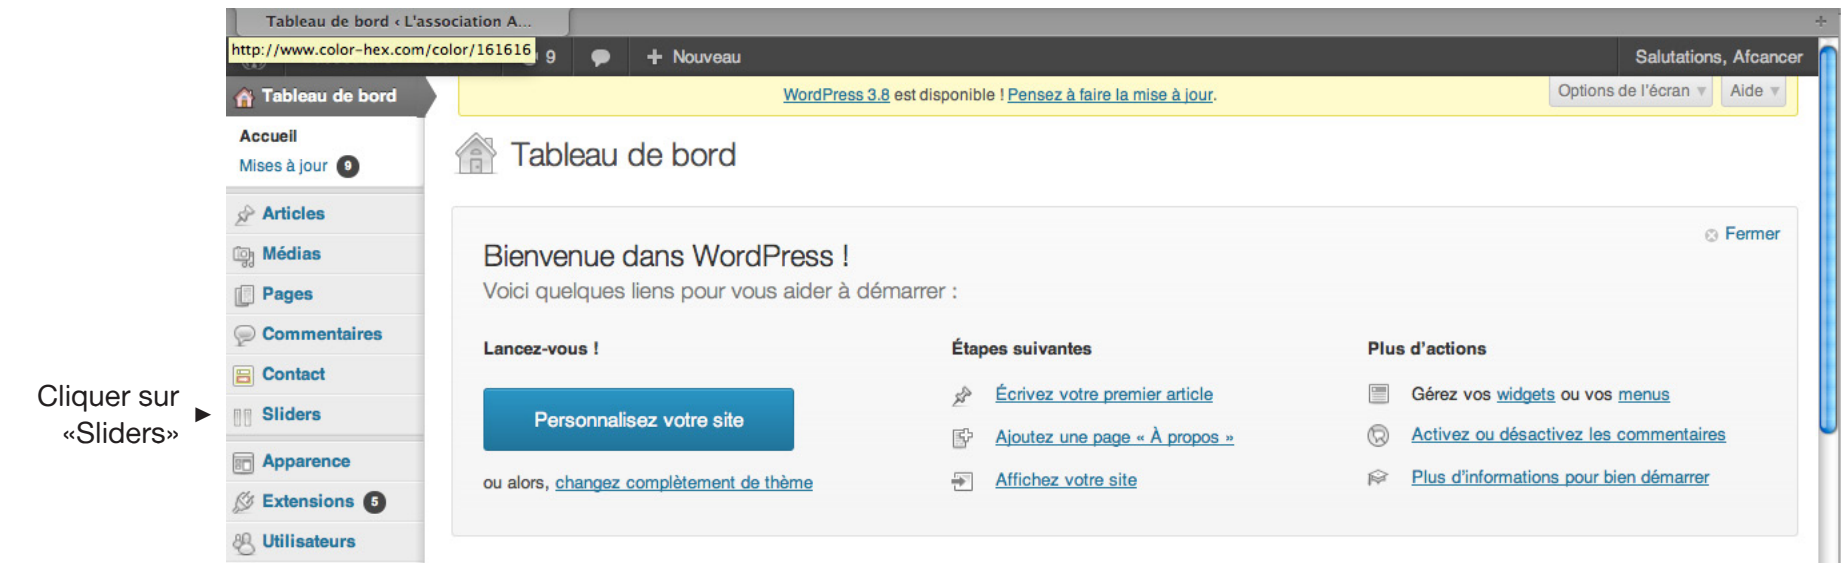 Tableau de bord ‹ L'association A...
http://www.color-hex.com/color/161616
9
+ Nouveau
Salutations, Afcancer
Tableau de bord
WordPress 3.8 est disponible ! Pensez à faire la mise à jour.
Options de l'écran
Aide
Accueil
Mises à jour 9
Tableau de bord
Articles
Médias
Pages
Commentaires
Contact
Sliders
Apparence
Extensions 5
Utilisateurs
Cliquer sur
«Sliders»
Fermer
Bienvenue dans WordPress !
Voici quelques liens pour vous aider à démarrer :
Lancez-vous !
Personnalisez votre site
ou alors, changez complètement de thème
Étapes suivantes
Écrivez votre premier article
Ajoutez une page « À propos »
Affichez votre site
Plus d'actions
Gérez vos widgets ou vos menus
Activez ou désactivez les commentaires
Plus d'informations pour bien démarrer